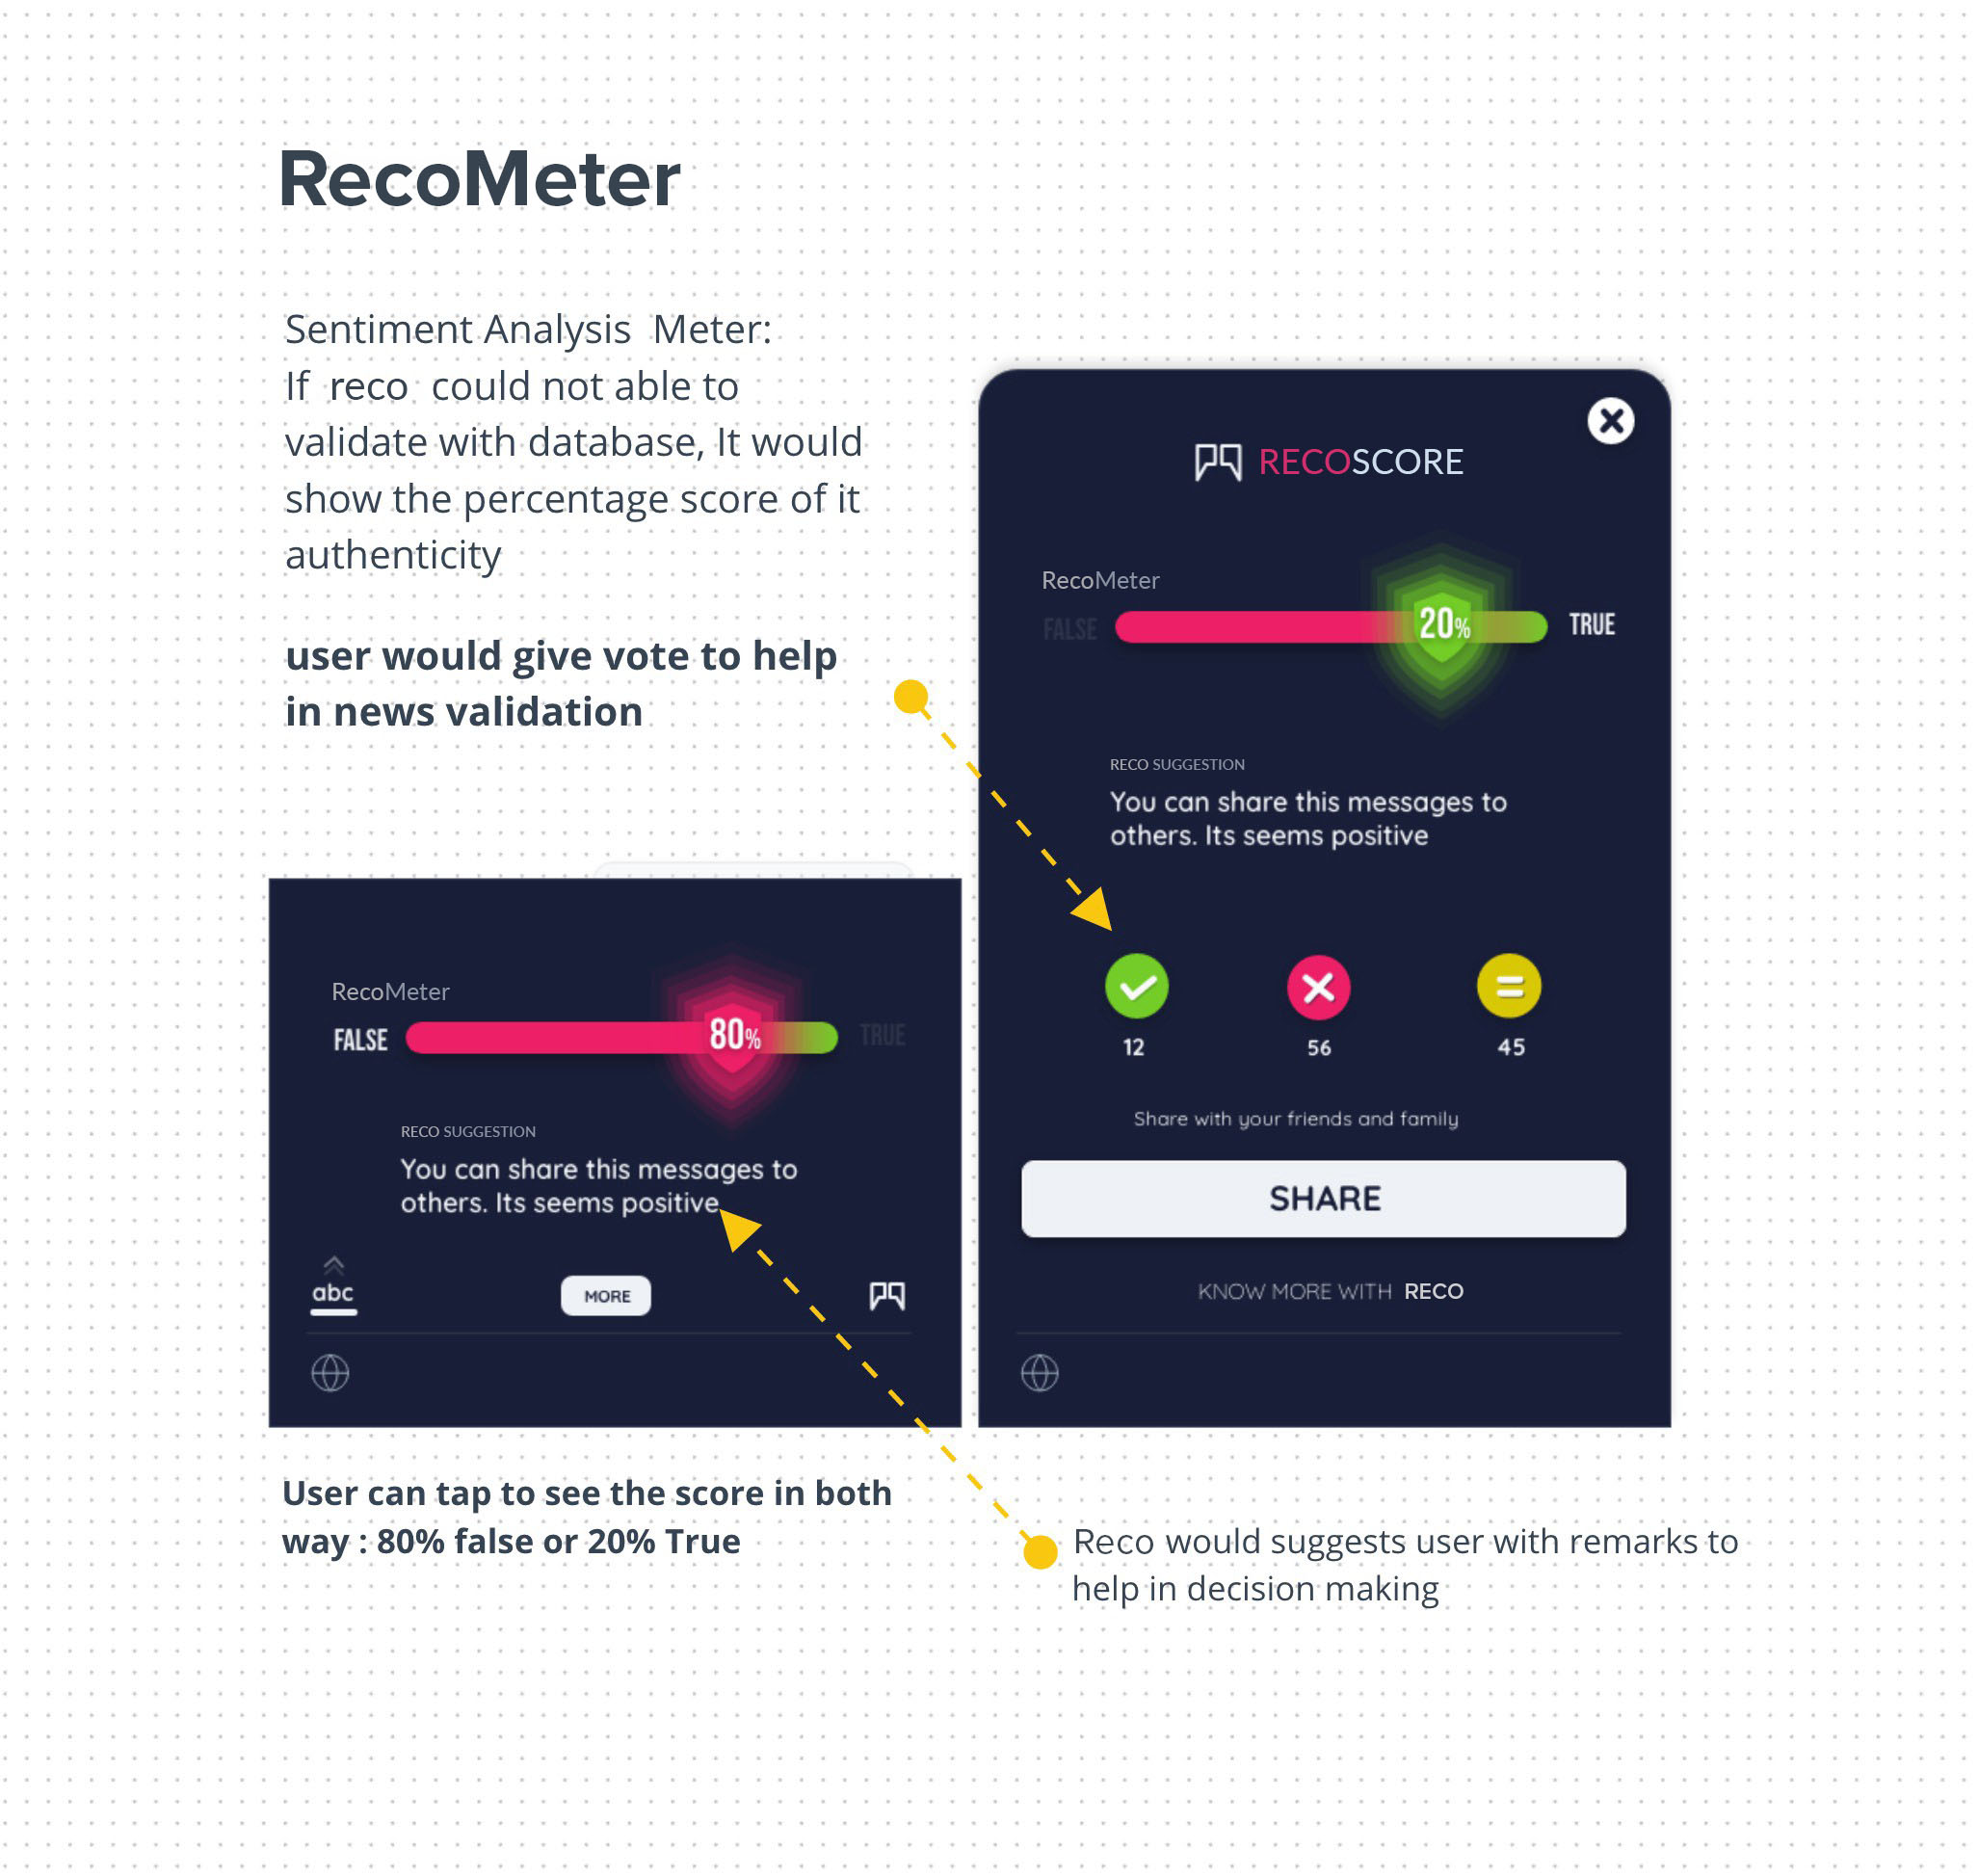 RecoMeter
Sentiment Analysis Meter:
If reco could not able to
validate with database, It would
show the percentage score of it
authenticity
user would give vote to help
in news validation
RecoMeter
FALSE
80%
TRUE
RECO SUGGESTION
You can share this messages to
others. Its seems positive
abc
MORE
User can tap to see the score in both
way : 80% false or 20% True
RECOSCORE
RecoMeter
FALSE
20%
TRUE
RECO SUGGESTION
You can share this messages to
others. Its seems positive
12
56
45
Share with your friends and family
SHARE
KNOW MORE WITH RECO
Reco would suggests user with remarks to
help in decision making